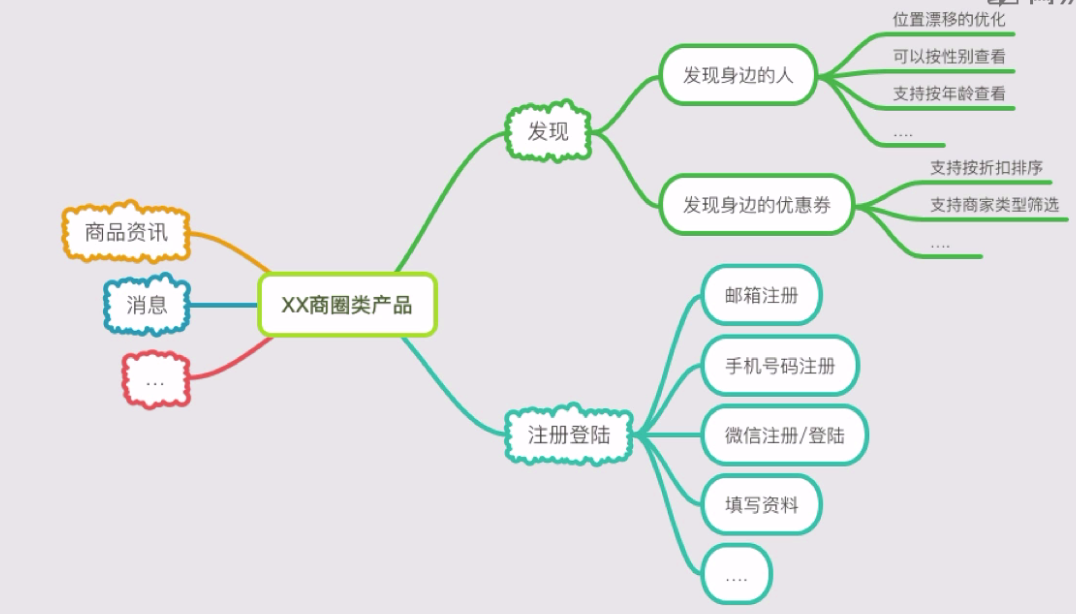 位置漂移的优化
可以按性别查看
发现身边的人
支持按年龄查看
....
发现
支持按折扣排序
发现身边的优惠券
支持商家类型筛选
....
商品资讯
消息
...
XX商圈类产品
邮箱注册
手机号码注册
注册登陆
微信注册/登陆
填写资料
....